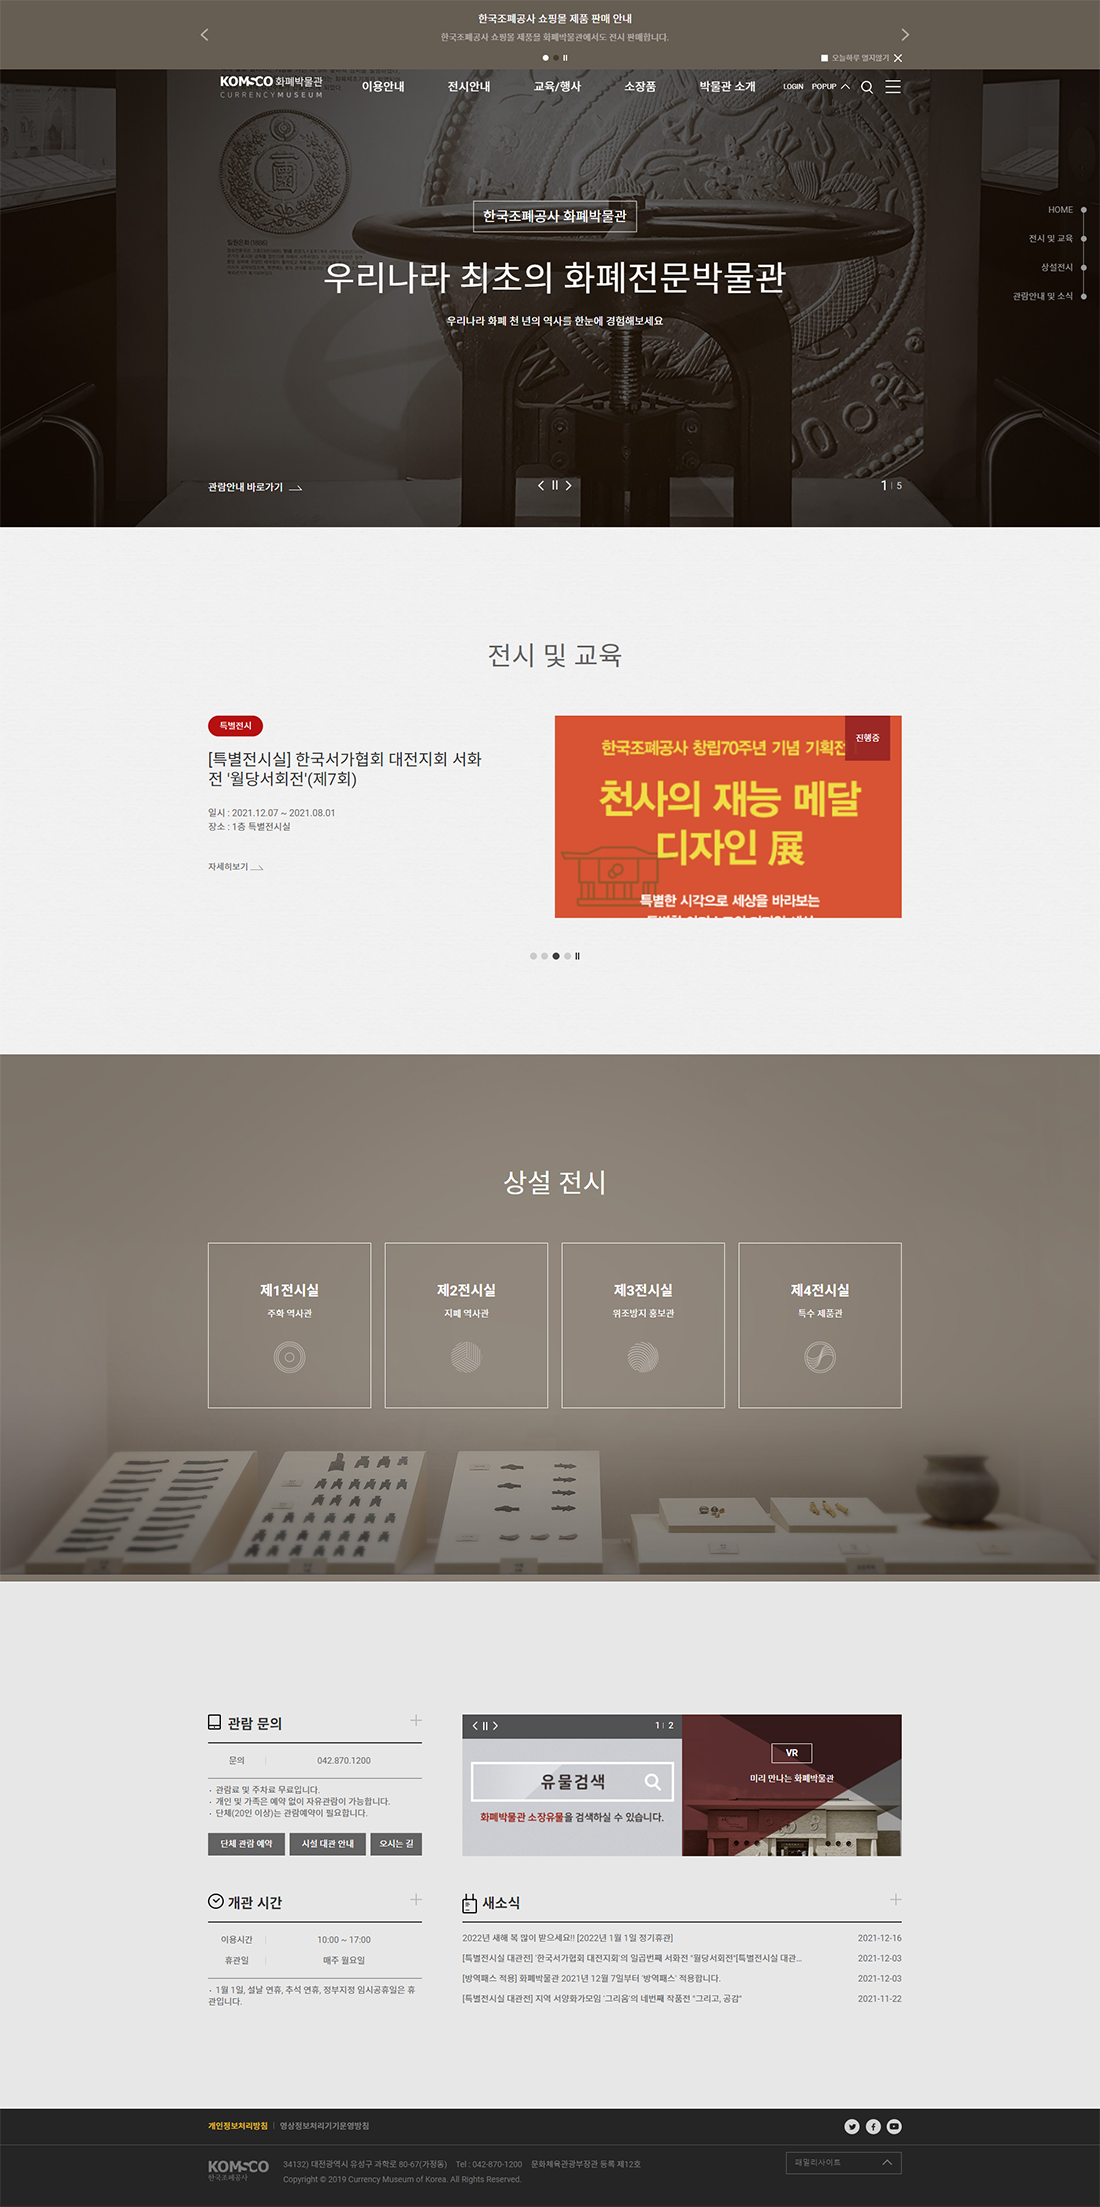 한국조폐공사 쇼핑몰 제품 판매 안내
한국조폐공사 쇼핑몰 제품을 화폐박물관에서도 전시 판매합니다.
오늘하루 열지않기
KOMSCO 화폐박물관
CURRENCY MUSEUM
이용안내
전시안내
교육/행사
소장품
박물관 소개
LOGIN
POPUP
일원은화(1886)
HOME
전시 및 교육
상설전시
관람안내 및 소식
한국조폐공사 화폐박물관
우리나라 최초의 화폐전문박물관
우리나라 화폐 천 년의 역사를 한눈에 경험해보세요
관람안내 바로가기
1 | 5
전시 및 교육
특별전시
[특별전시실] 한국서가협회 대전지회 서화
전 '월당서회전'(제7회)
일시 : 2021.12.07 ~ 2021.08.01
장소 : 1층 특별전시실
자세히보기
진행중
한국조폐공사 창립70주년 기념 기획전
천사의 재능 메달
디자인 展
특별한 시각으로 세상을 바라보는
상설 전시
제1전시실
주화 역사관
제2전시실
지폐 역사관
제3전시실
위조방지 홍보관
제4전시실
특수 제품관
관람 문의
문의 042.870.1200
· 관람료 및 주차료 무료입니다.
· 개인 및 가족은 예약 없이 자유관람이 가능합니다.
· 단체(20인 이상)는 관람예약이 필요합니다.
단체 관람 예약
시설 대관 안내
오시는 길
1 | 2
유물검색
화폐박물관 소장유물을 검색하실 수 있습니다.
VR
미리 만나는 화폐박물관
개관 시간
이용시간 10:00 ~ 17:00
휴관일 매주 월요일
· 1월 1일, 설날 연휴, 추석 연휴, 정부지정 임시공휴일은 휴
관입니다.
새소식
2022년 새해 복 많이 받으세요!! [2022년 1월 1일 정기휴관] 2021-12-16
[특별전시실 대관전] '한국서가협회 대전지회'의 일곱번째 서화전 "월당서회전"[특별전시실 대관... 2021-12-03
[방역패스 적용] 화폐박물관 2021년 12월 7일부터 '방역패스' 적용합니다. 2021-12-03
[특별전시실 대관전] 지역 서양화가모임 '그리움'의 네번째 작품전 "그리고, 공감" 2021-11-22
개인정보처리방침 | 영상정보처리기기운영방침
KOMSCO
한국조폐공사
34132) 대전광역시 유성구 과학로 80-67(가정동) Tel : 042-870-1200 문화체육관광부장관 등록 제12호
Copyright © 2019 Currency Museum of Korea. All Rights Reserved.
패밀리사이트